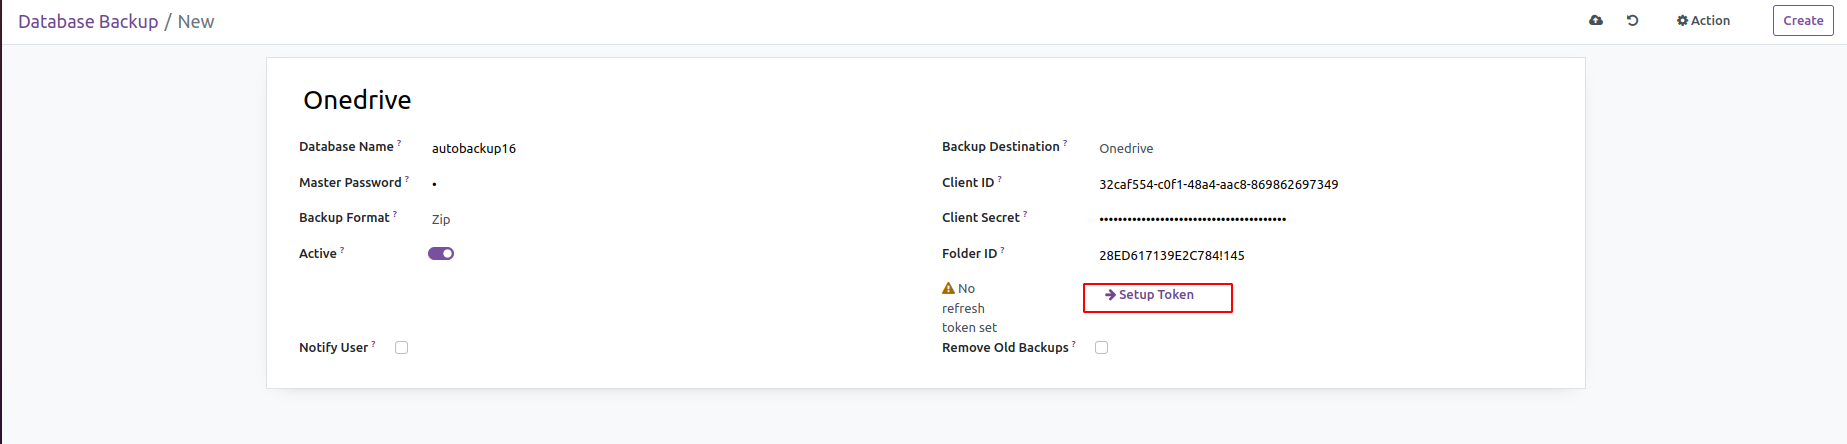 Database Backup / New
Action
Create
Onedrive
Database Name ? autobackup16
Backup Destination ? Onedrive
Master Password ? •
Client ID ? 32caf554-c0f1-48a4-aac8-869862697349
Backup Format ? Zip
Client Secret ? ••••••••••••••••••••••••••••••••••••••••
Active ?
Folder ID ? 28ED617139E2C784!145
No
refresh
token set
Setup Token
Notify User ?
Remove Old Backups ?